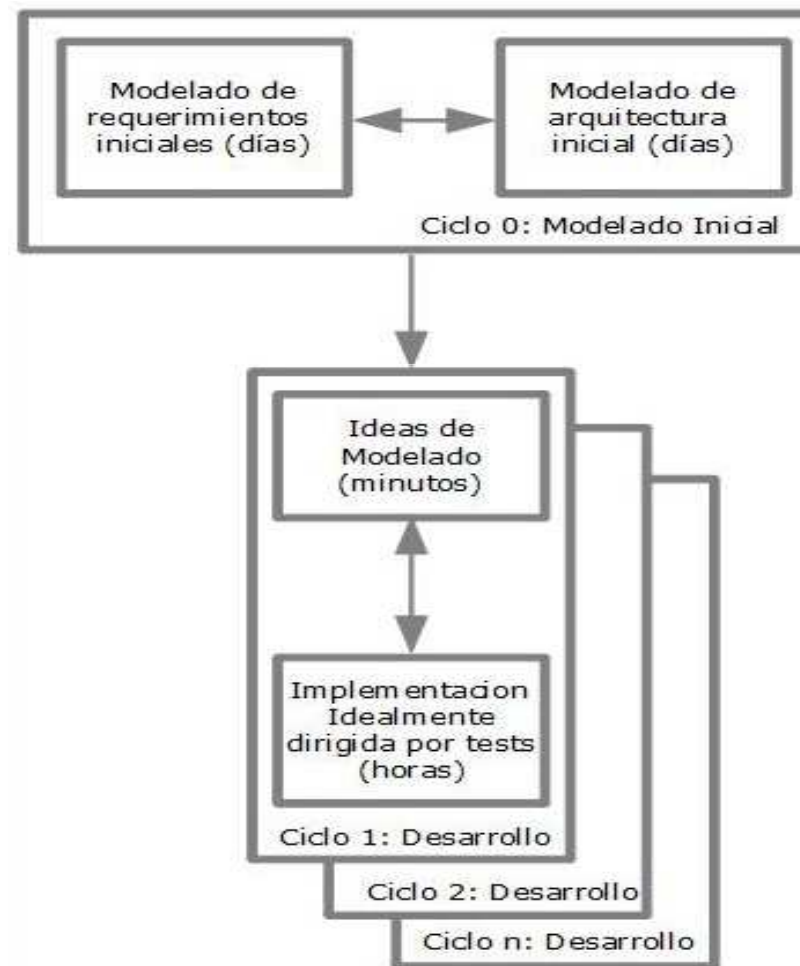 Modelado de
requerimientos
iniciales (días)
Modelado de
arquitectura
inicial (días)
Ciclo 0: Modelado Inicial
Ideas de
Modelado
(minutos)
Implementacion
Idealmente
dirigida por tests
(horas)
Ciclo 1: Desarrollo
Ciclo 2: Desarrollo
Ciclo n: Desarrollo